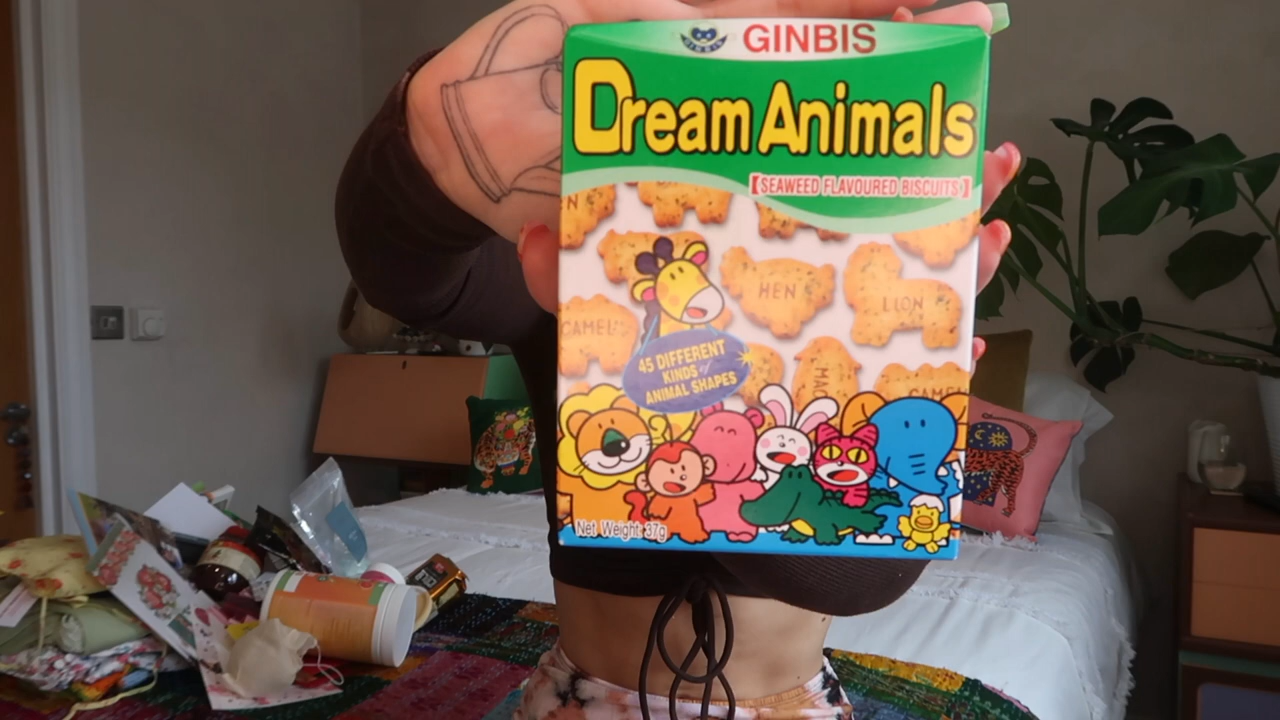 GINBIS
GINBIS
Dream Animals
【SEAWEED FLAVOURED BISCUITS】
HEN
LION
CAMEL
45 DIFFERENT
KINDS of
ANIMAL SHAPES
CAMEL
Net Weight: 37g